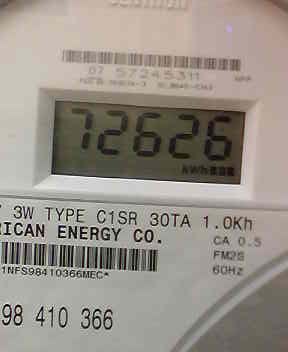 07 57245311
72626
kWh
3W TYPE C1SR 30TA 1.0Kh
RICAN ENERGY CO.
CA 0.5
FM2S
60Hz
1NFS98410366MEC*
98 410 366